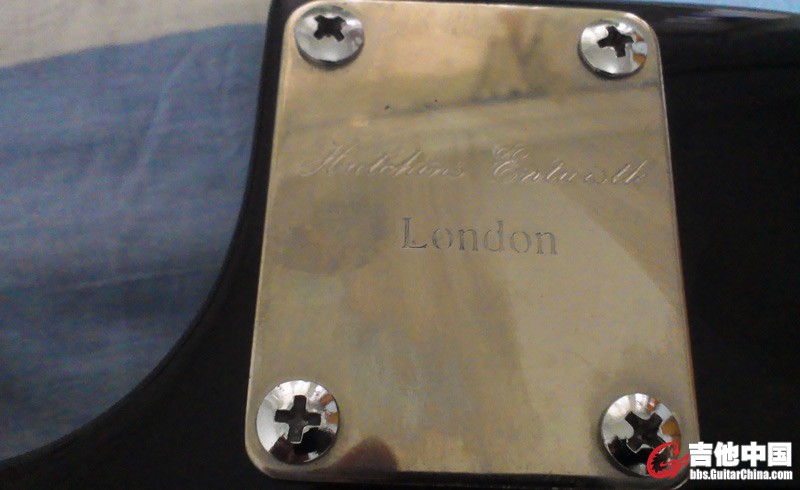 Hutchins Entwistle
London
吉他中国
bbs.GuitarChina.com